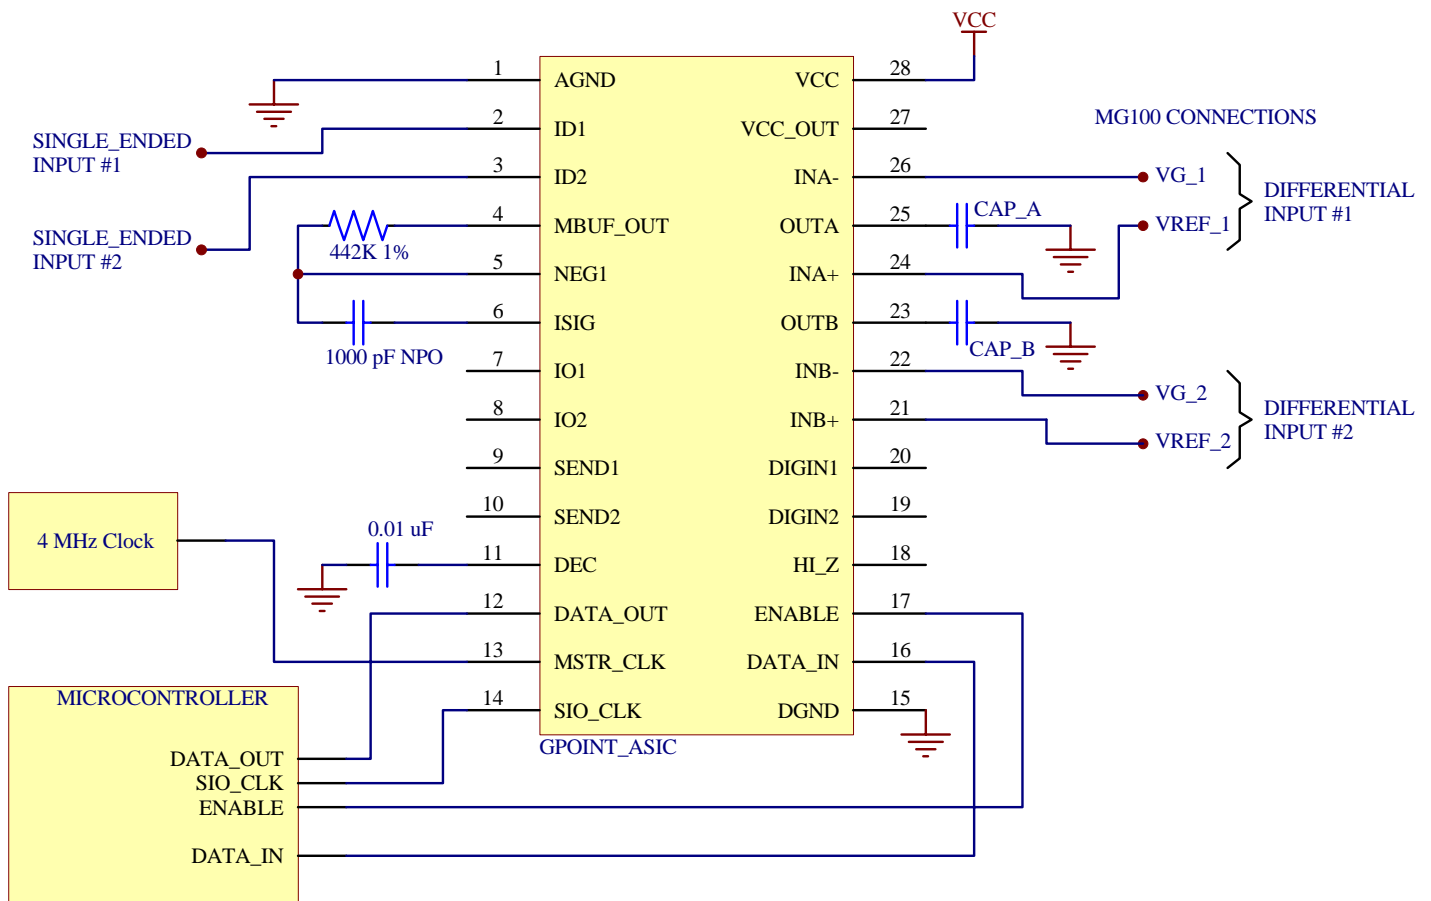 VCC
1
AGND
VCC
28
2
ID1
VCC_OUT
27
MG100 CONNECTIONS
SINGLE_ENDED
INPUT #1
3
ID2
INA-
26
VG_1
DIFFERENTIAL
INPUT #1
4
MBUF_OUT
OUTA
25
CAP_A
VREF_1
SINGLE_ENDED
INPUT #2
442K 1%
5
NEG1
INA+
24
6
ISIG
OUTB
23
1000 pF NPO
CAP_B
7
IO1
INB-
22
VG_2
8
IO2
INB+
21
VREF_2
DIFFERENTIAL
INPUT #2
9
SEND1
DIGIN1
20
10
SEND2
DIGIN2
19
4 MHz Clock
0.01 uF
11
DEC
HI_Z
18
12
DATA_OUT
ENABLE
17
13
MSTR_CLK
DATA_IN
16
14
SIO_CLK
DGND
15
GPOINT_ASIC
MICROCONTROLLER
DATA_OUT
SIO_CLK
ENABLE
DATA_IN